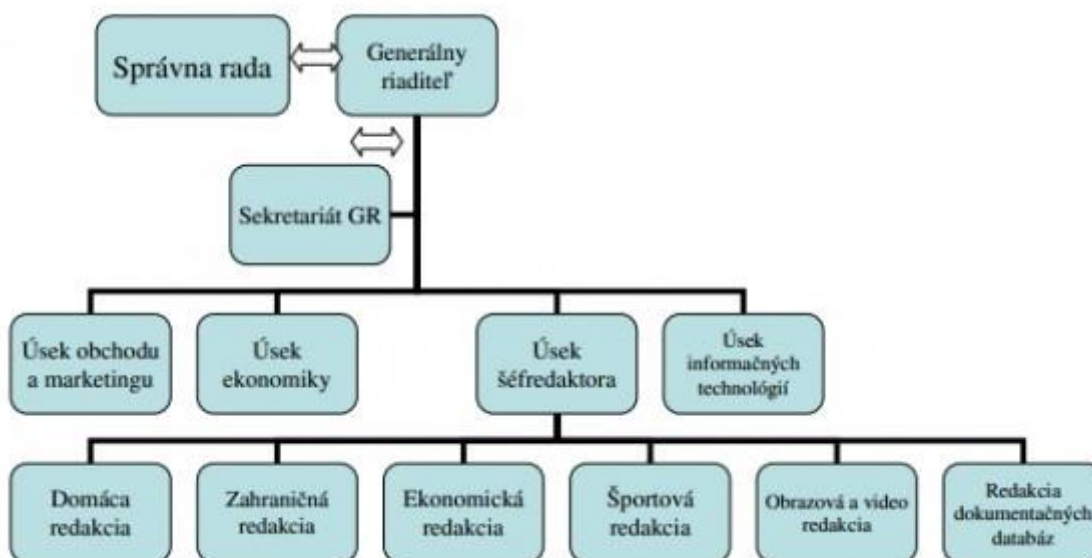 Správna rada
Generálny
riaditeľ
Sekretariát GR
Úsek obchodu
a marketingu
Úsek
ekonomiky
Úsek
šéfredaktora
Úsek
informačných
technológií
Domáca
redakcia
Zahraničná
redakcia
Ekonomická
redakcia
Športová
redakcia
Obrazová a video
redakcia
Redakcia
dokumentačných
databáz